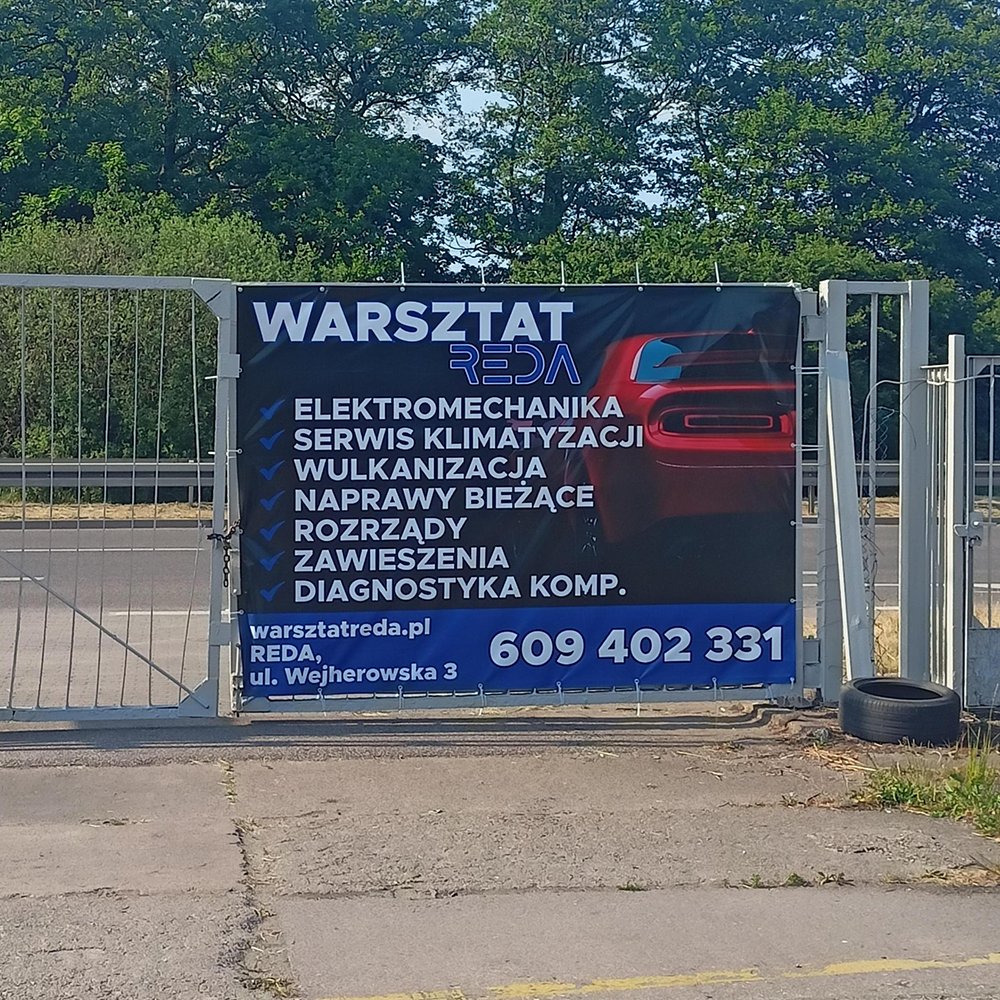 WARSZTAT
REDA
ELEKTROMECHANIKA
SERWIS KLIMATYZACJI
WULKANIZACJA
NAPRAWY BIEŻĄCE
ROZRZĄDY
ZAWIESZENIA
DIAGNOSTYKA KOMP.
warsztatreda.pl
REDA,
ul. Wejherowska 3
609 402 331